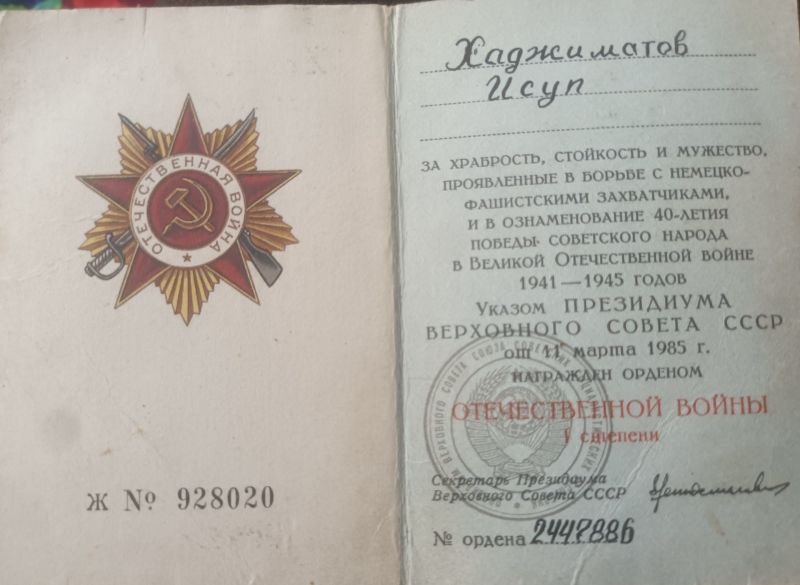 ОТЕЧЕСТВЕННАЯ ВОЙНА
Ж № 928020
Хаджиматов
Исуп
ЗА ХРАБРОСТЬ, СТОЙКОСТЬ И МУЖЕСТВО,
ПРОЯВЛЕННЫЕ В БОРЬБЕ С НЕМЕЦКО-
ФАШИСТСКИМИ ЗАХВАТЧИКАМИ,
И В ОЗНАМЕНОВАНИЕ 40-ЛЕТИЯ
ПОБЕДЫ СОВЕТСКОГО НАРОДА
В ВЕЛИКОЙ ОТЕЧЕСТВЕННОЙ ВОЙНЕ
1941—1945 ГОДОВ
УКАЗОМ ПРЕЗИДИУМА
ВЕРХОВНОГО СОВЕТА СССР
от 11 марта 1985 г.
НАГРАЖДЕН ОРДЕНОМ
ОТЕЧЕСТВЕННОЙ ВОЙНЫ
I степени
Секретарь Президиума
Верховного Совета СССР
№ ордена 2447886